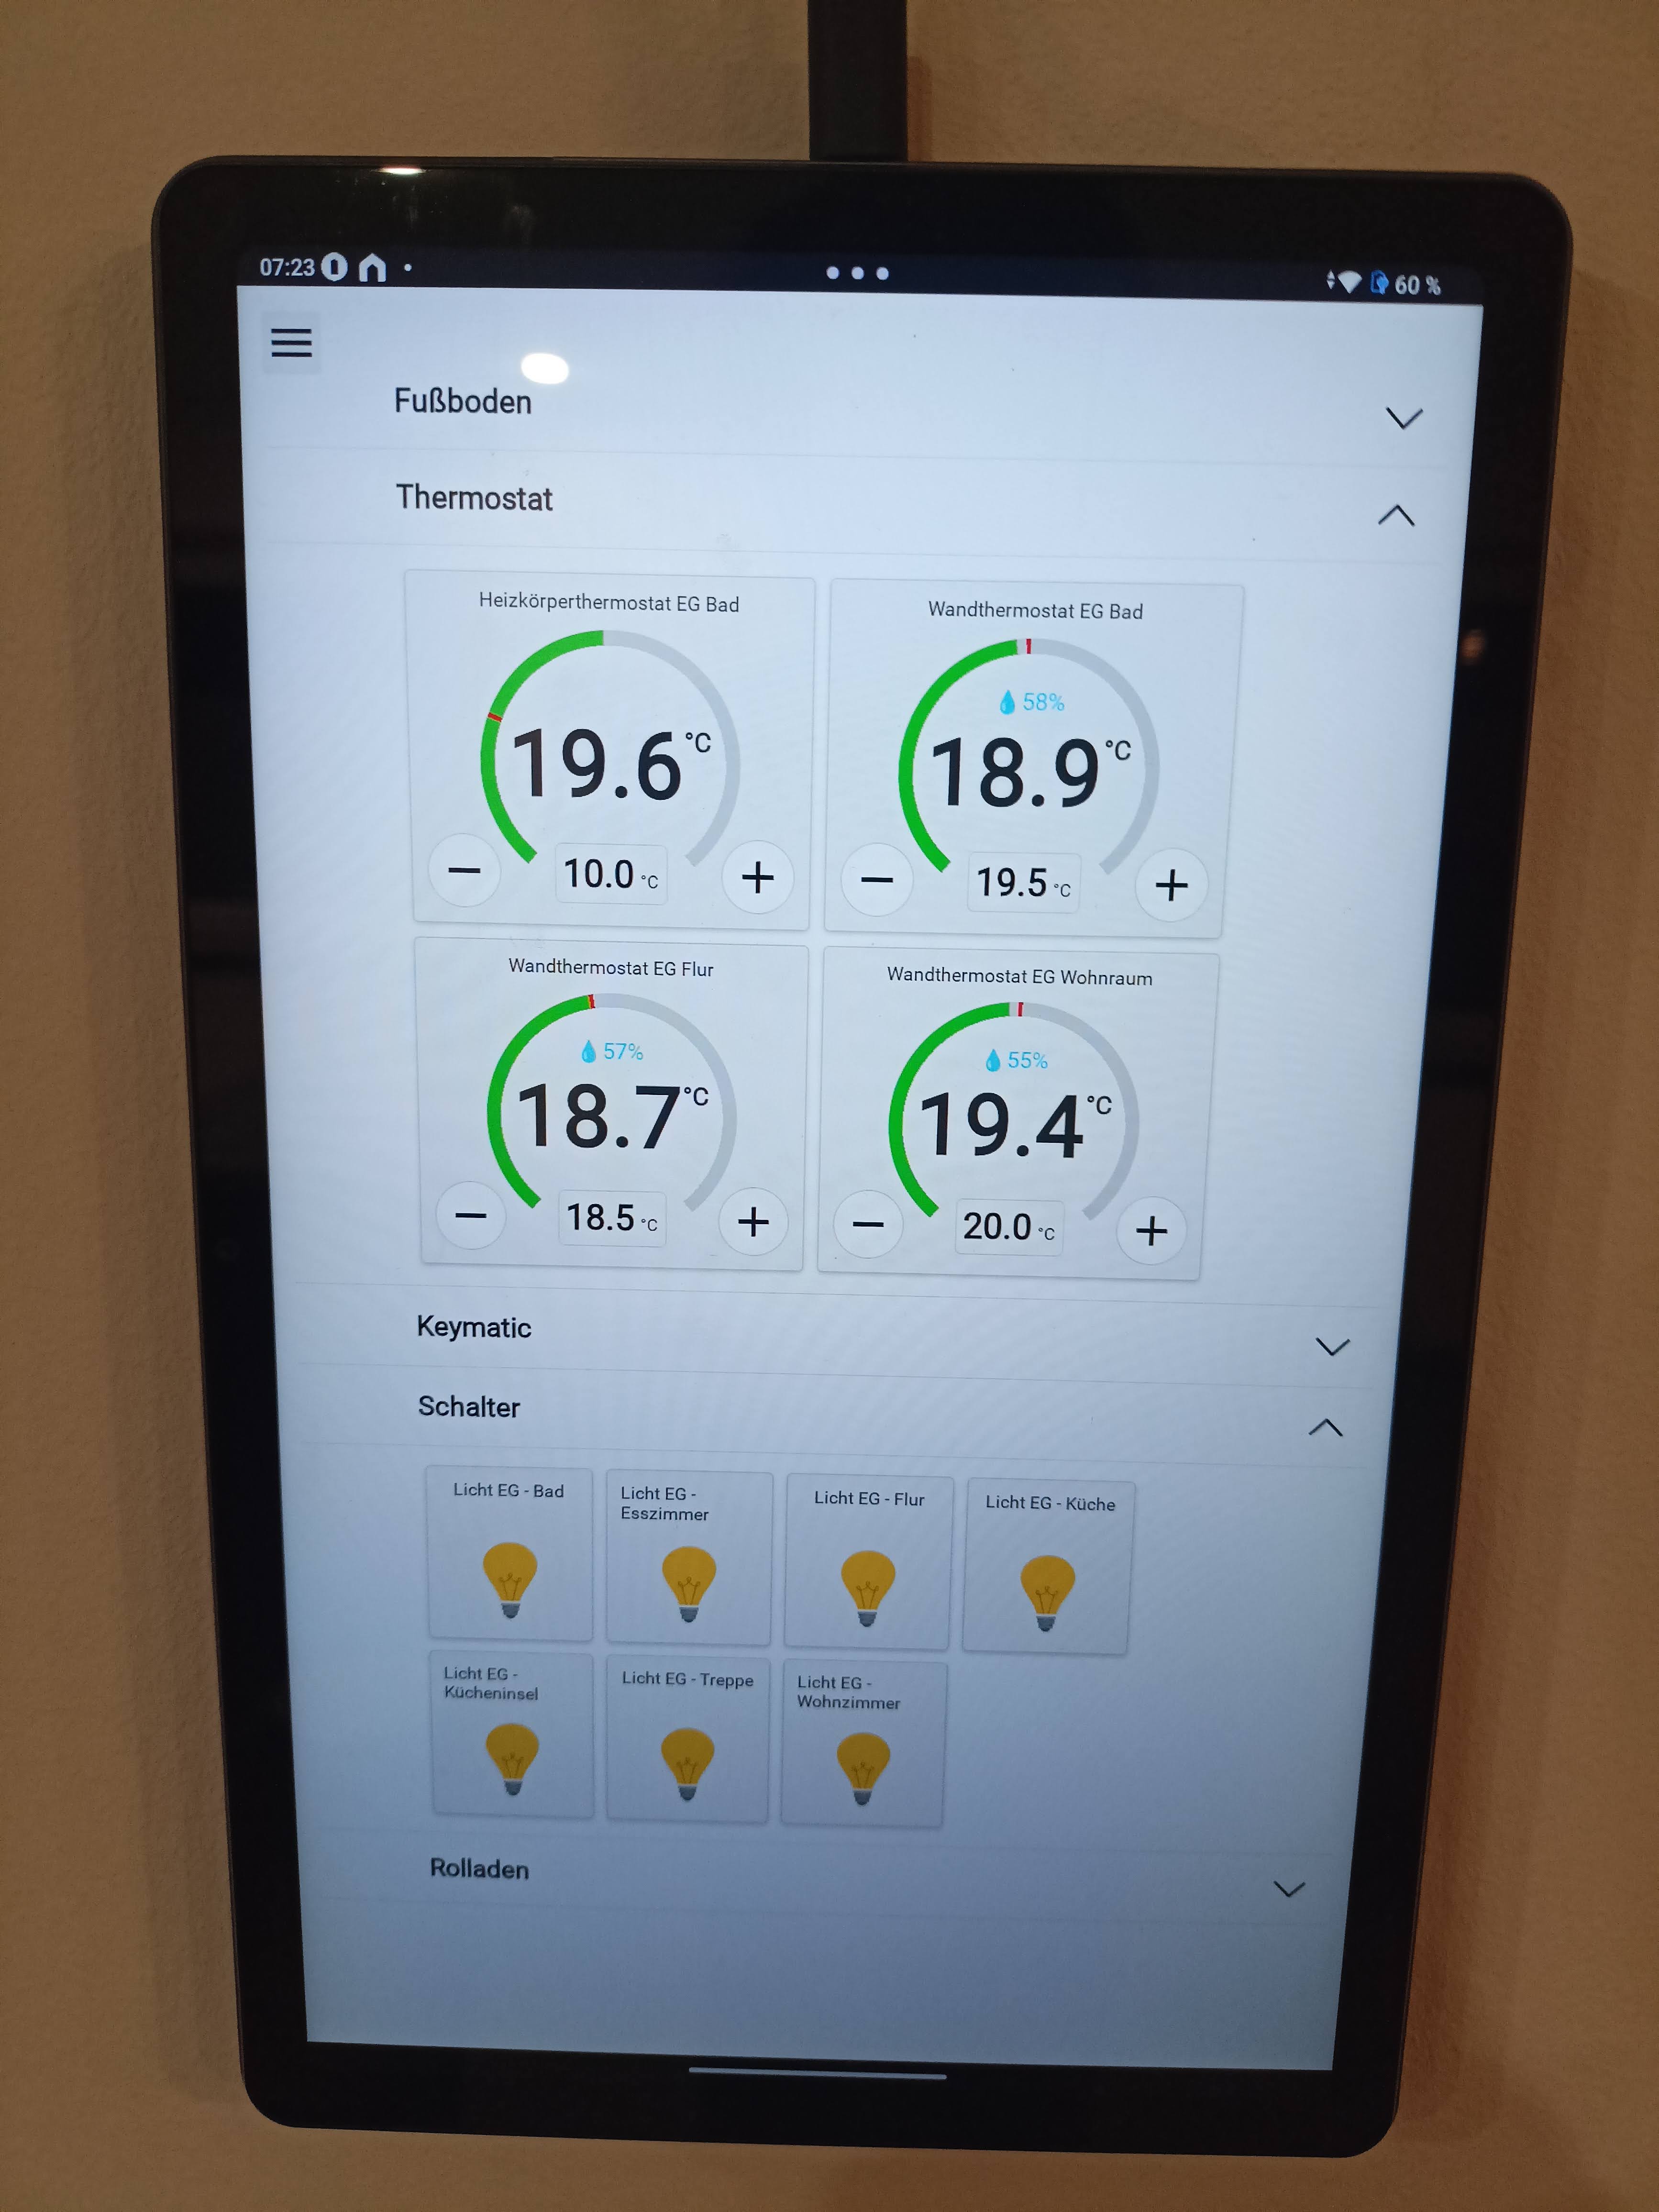 07:23
60 %
Fußboden
Thermostat
Heizkörperthermostat EG Bad
19.6 °C
10.0 °C
Wandthermostat EG Bad
58%
18.9 °C
19.5 °C
Wandthermostat EG Flur
57%
18.7 °C
18.5 °C
Wandthermostat EG Wohnraum
55%
19.4 °C
20.0 °C
Keymatic
Schalter
Licht EG - Bad
Licht EG -
Esszimmer
Licht EG - Flur
Licht EG - Küche
Licht EG -
Kücheninsel
Licht EG - Treppe
Licht EG -
Wohnzimmer
Rolladen